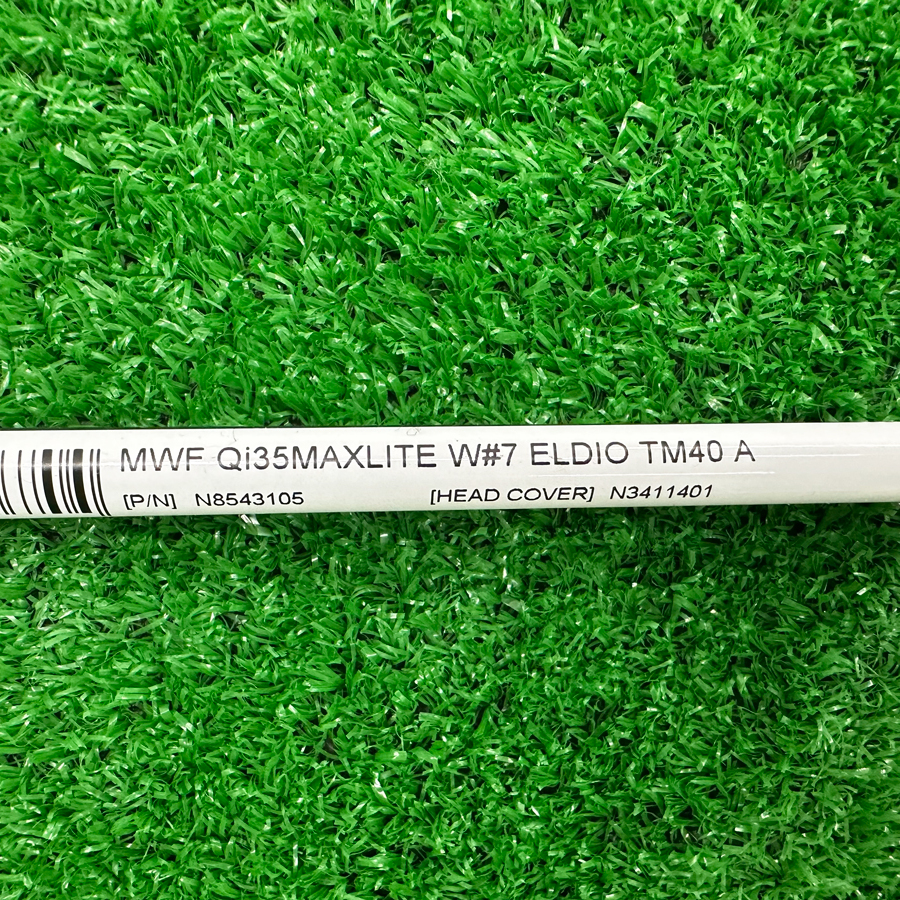 MWF Qi35MAXLITE W#7 ELDIO TM40 A
[P/N] N8543105 [HEAD COVER] N3411401